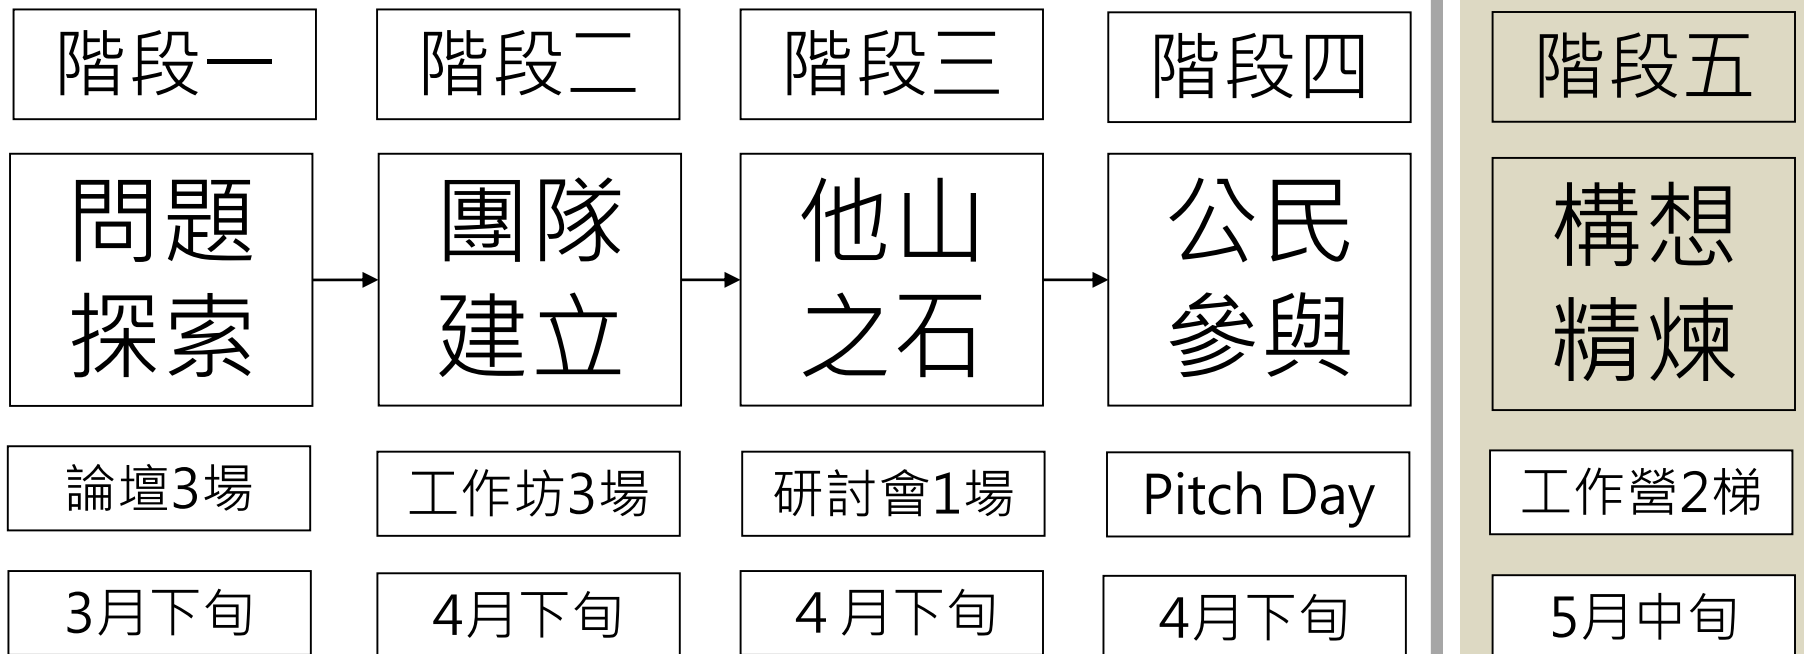 階段一
階段二
階段三
階段四
階段五
問題
探索
團隊
建立
他山
之石
公民
參與
構想
精煉
論壇3場
工作坊3場
研討會1場
Pitch Day
工作營2梯
3月下旬
4月下旬
4 月下旬
4月下旬
5月中旬